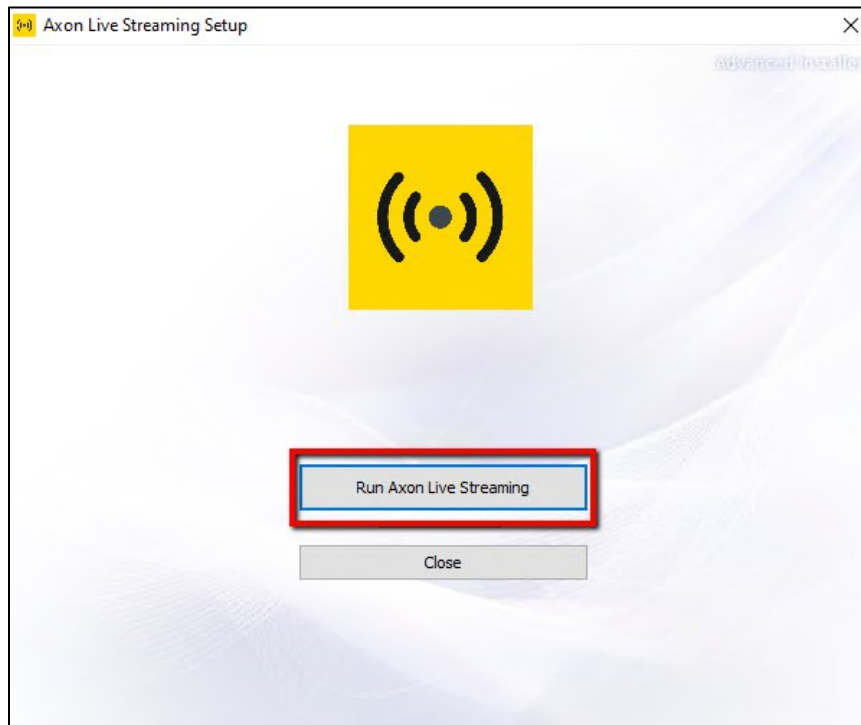 Axon Live Streaming Setup
Advanced Installer
Run Axon Live Streaming
Close